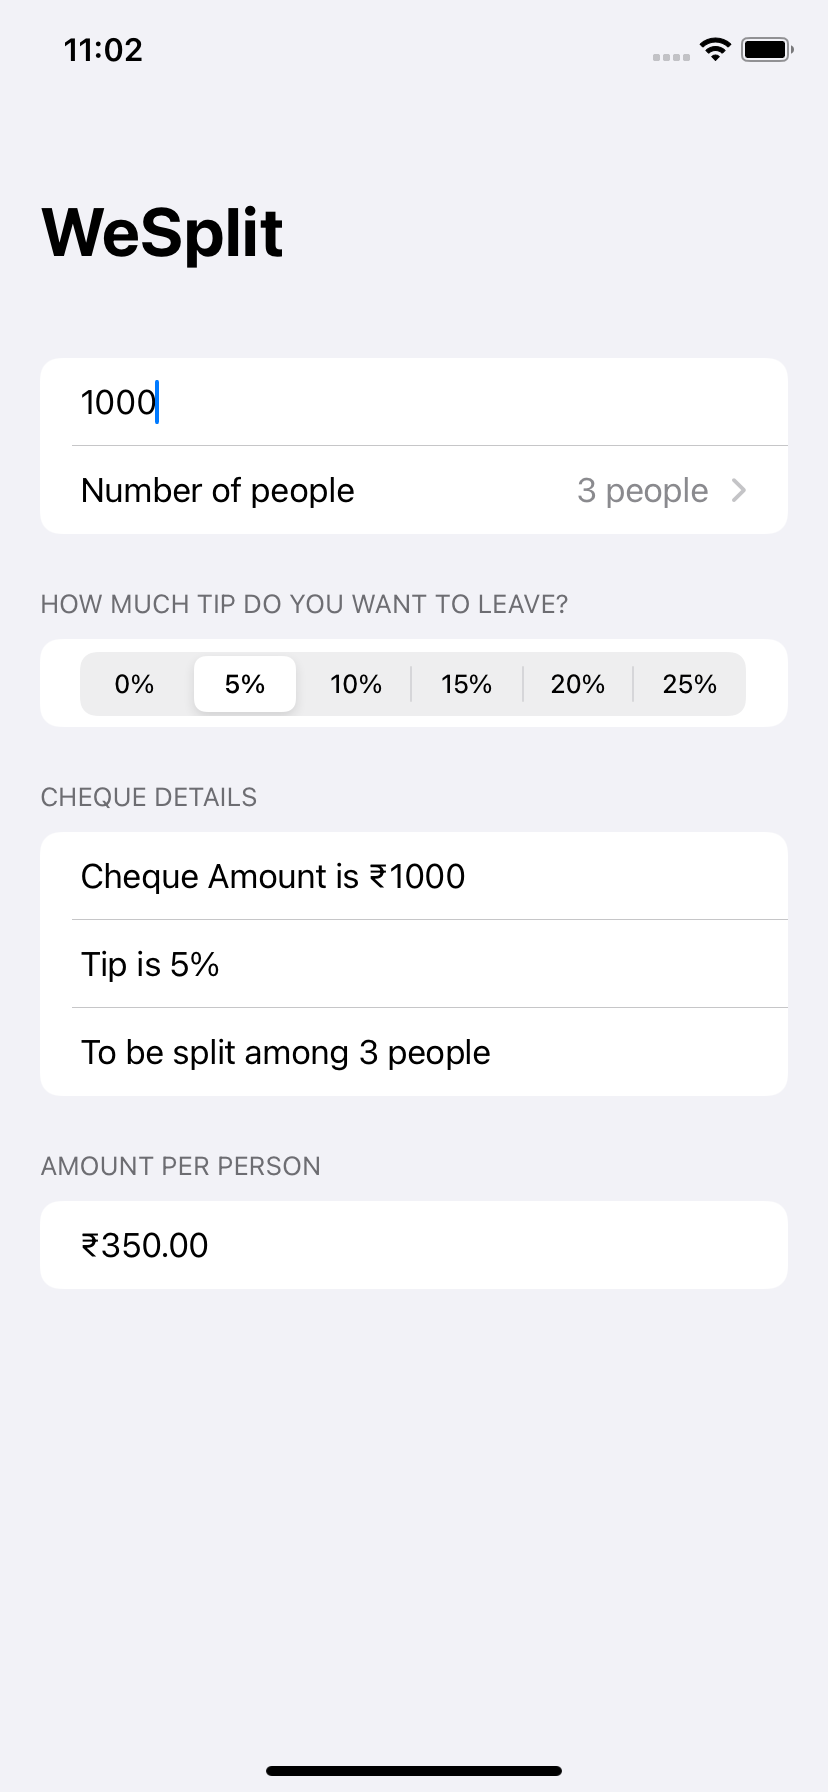 11:02
WeSplit
1000
Number of people 3 people
HOW MUCH TIP DO YOU WANT TO LEAVE?
0% 5% 10% 15% 20% 25%
CHEQUE DETAILS
Cheque Amount is ₹1000
Tip is 5%
To be split among 3 people
AMOUNT PER PERSON
₹350.00